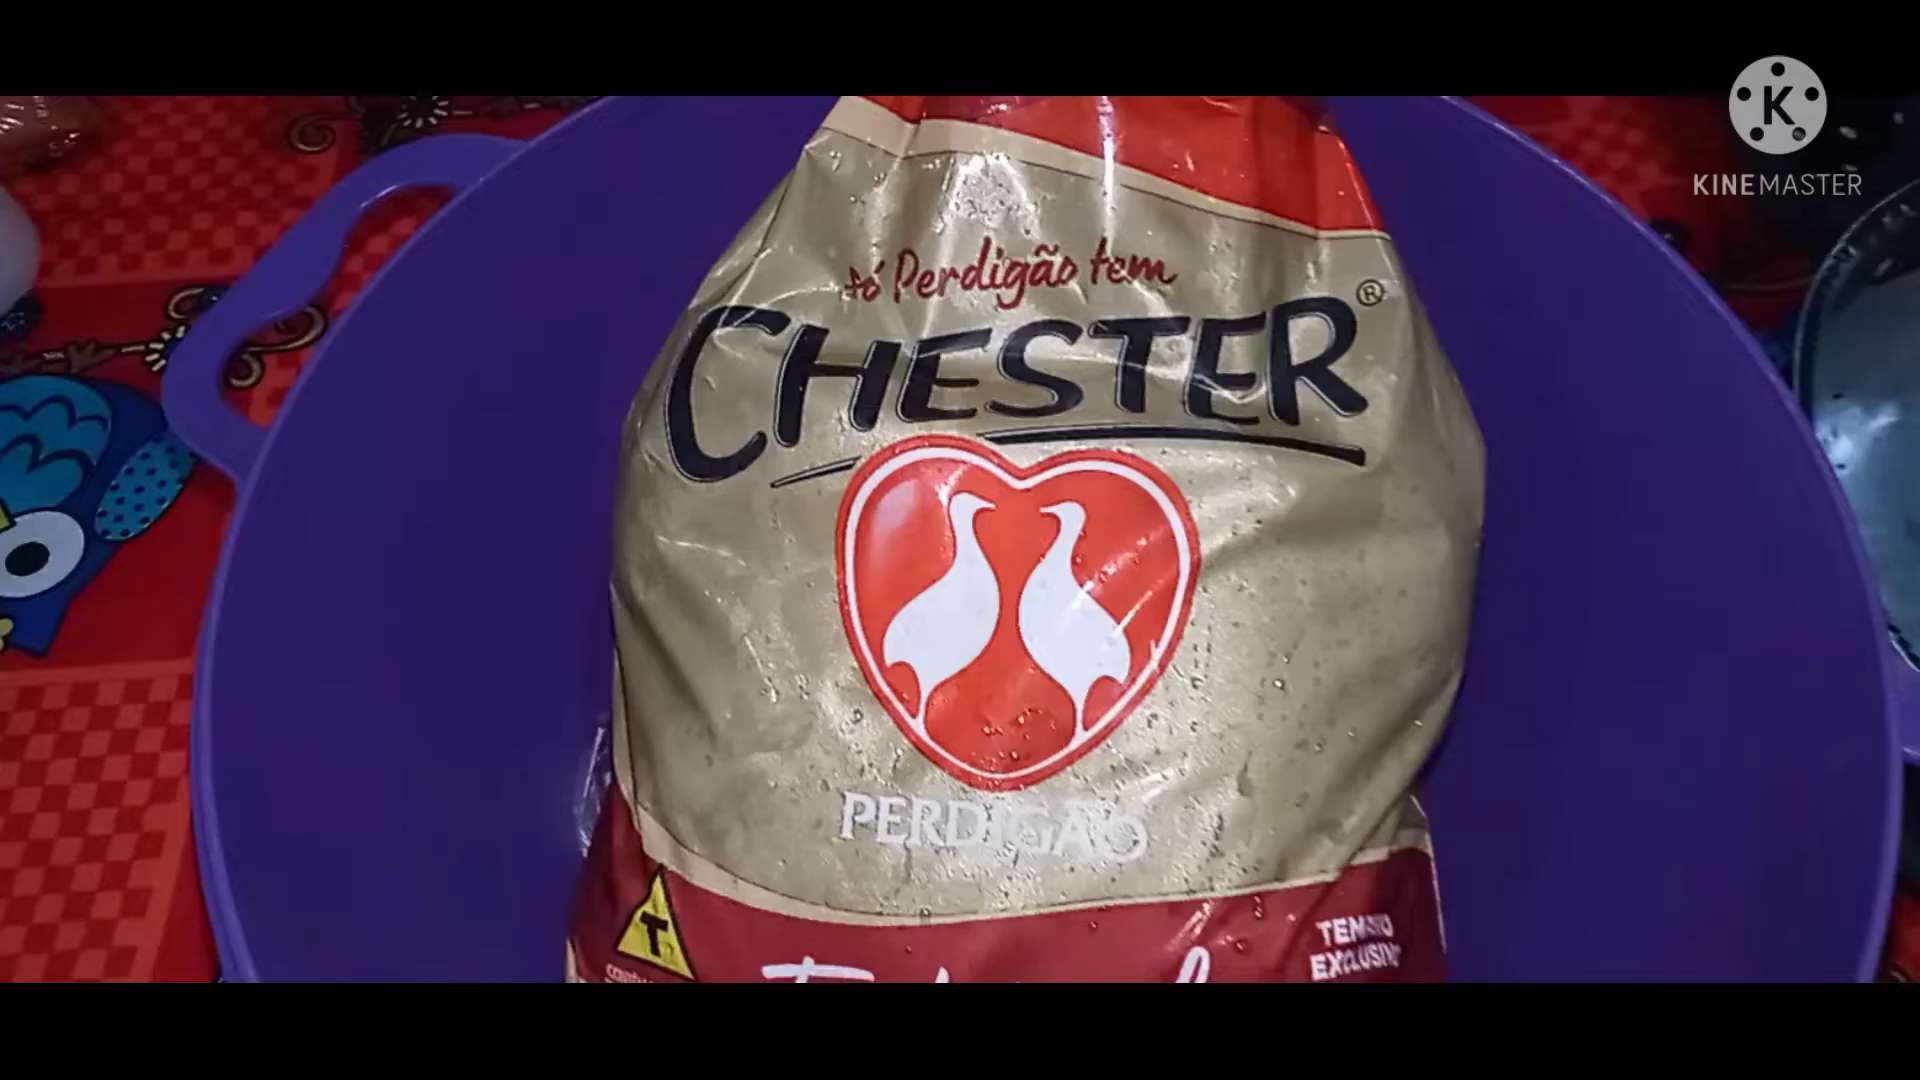 só Perdigão tem
CHESTER®
PERDIGÃO
T
K
KINEMASTER